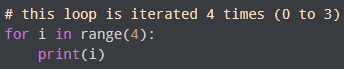 # this loop is iterated 4 times (0 to 3)
for i in range(4):
    print(i)